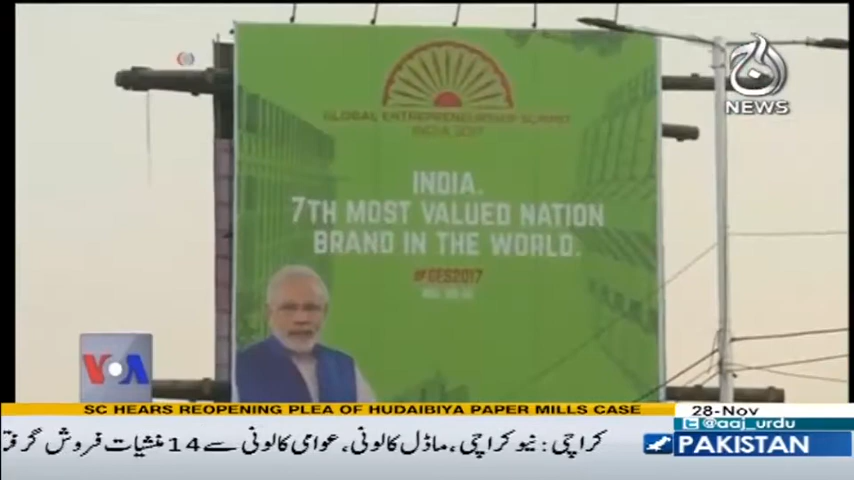 آج
NEWS
GLOBAL ENTREPRENEURSHIP SUMMIT
INDIA 2017
INDIA.
7TH MOST VALUED NATION
BRAND IN THE WORLD.
#GES2017
VOA
SC HEARS REOPENING PLEA OF HUDAIBIYA PAPER MILLS CASE
28-Nov
@aaj_urdu
کراچی : نیو کراچی، ماڈل کالونی، عوامی کالونی سے 14 منشیات فروش گرفتا
PAKISTAN